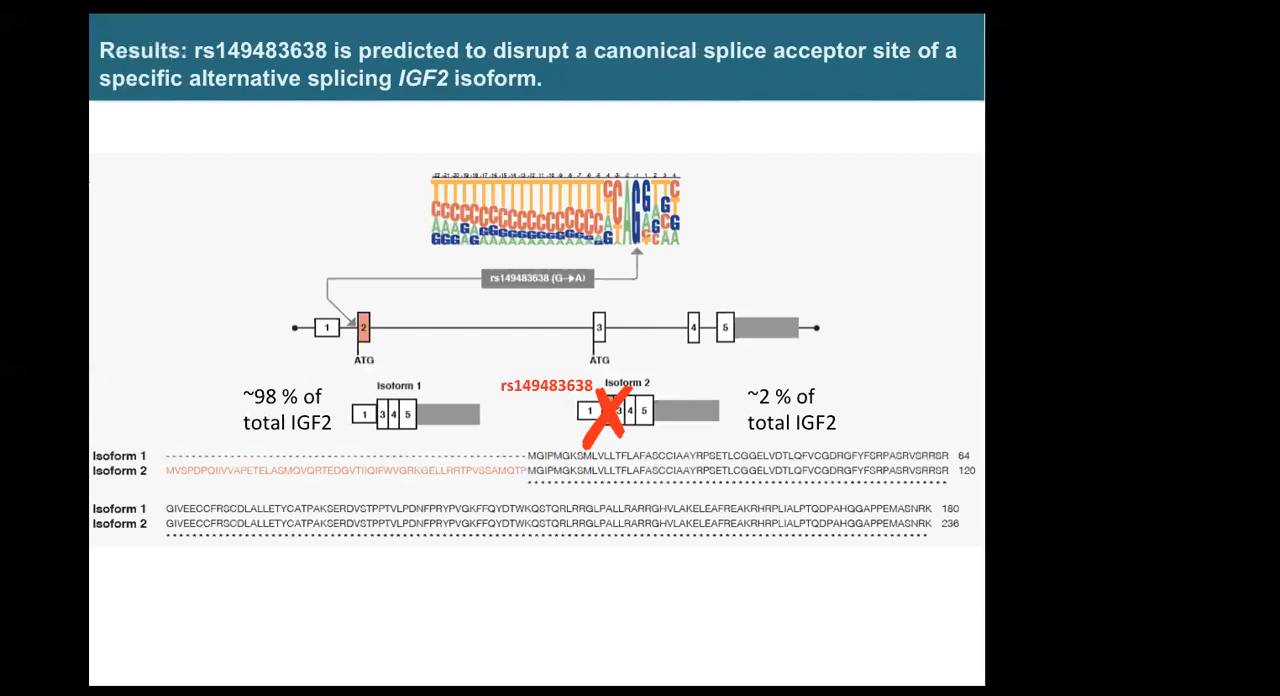 Results: rs149483638 is predicted to disrupt a canonical splice acceptor site of a
specific alternative splicing IGF2 isoform.
rs149483638 (G→A)
1 2 3 4 5
ATG ATG
~98 % of
total IGF2
Isoform 1
1 3 4 5
rs149483638
Isoform 2
1 3 4 5
~2 % of
total IGF2
Isoform 1 MGIPMGKSMLVLLTFLAFASCCIAAYRPSETLCGGELVDTLQFVCGDRGFYFSRPASRVSRRSR 64
Isoform 2 MVSPDPQIIVVAPETELASMQVQRTEDGVTIIQIFWVGRKGELLRRTPVSSAMQTPMGIPMGKSMLVLLTFLAFASCCIAAYRPSETLCGGELVDTLQFVCGDRGFYFSRPASRVSRRSR 120
Isoform 1 GIVEECCFRSCDLALLETYCATPAKSERDVSTPPTVLPDNFPRYPVGKFFQYDTWKQSTQRLRRGLPALLRARRGHVLAKELEAFREAKRHRPLIALPTQDPAHGGAPPEMASNRK 180
Isoform 2 GIVEECCFRSCDLALLETYCATPAKSERDVSTPPTVLPDNFPRYPVGKFFQYDTWKQSTQRLRRGLPALLRARRGHVLAKELEAFREAKRHRPLIALPTQDPAHGGAPPEMASNRK 236